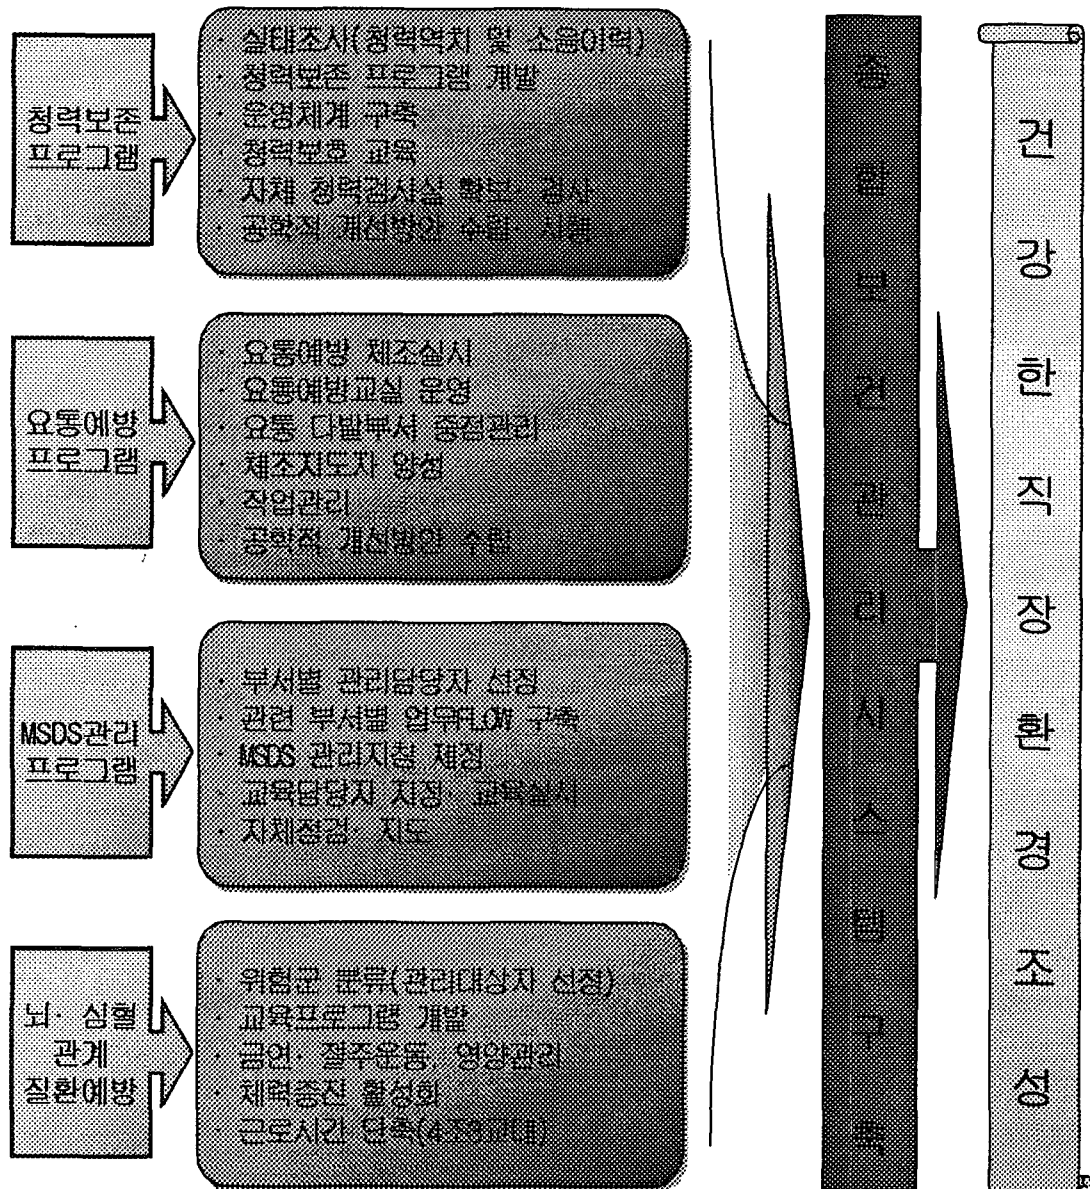 청력보존
프로그램
· 실태조사(청력역치 및 소음이력)
· 청력보존 프로그램 개발
· 운영체계 구축
· 청력보호 교육
· 자체 청력검사실 확보· 검사
· 공학적 개선방안 수립· 시행
요통예방
프로그램
· 요통예방 체조실시
· 요통예방교실 운영
· 요통 다발부서 중점관리
· 체조지도자 양성
· 작업관리
· 공학적 개선방안 수립
MSDS관리
프로그램
· 부서별 관리담당자 선정
· 관련 부서별 업무FLOW 구축
· MSDS 관리지침 제정
· 교육담당자 지정· 교육실시
· 자체점검· 지도
뇌· 심혈
관계
질환예방
· 위험군 분류(관리대상자 선정)
· 교육프로그램 개발
· 금연· 절주운동, 영양관리
· 체력증진 활성화
· 근로시간 단축(4조3교대)
종합보건관리시스템구축
건강한직장환경조성